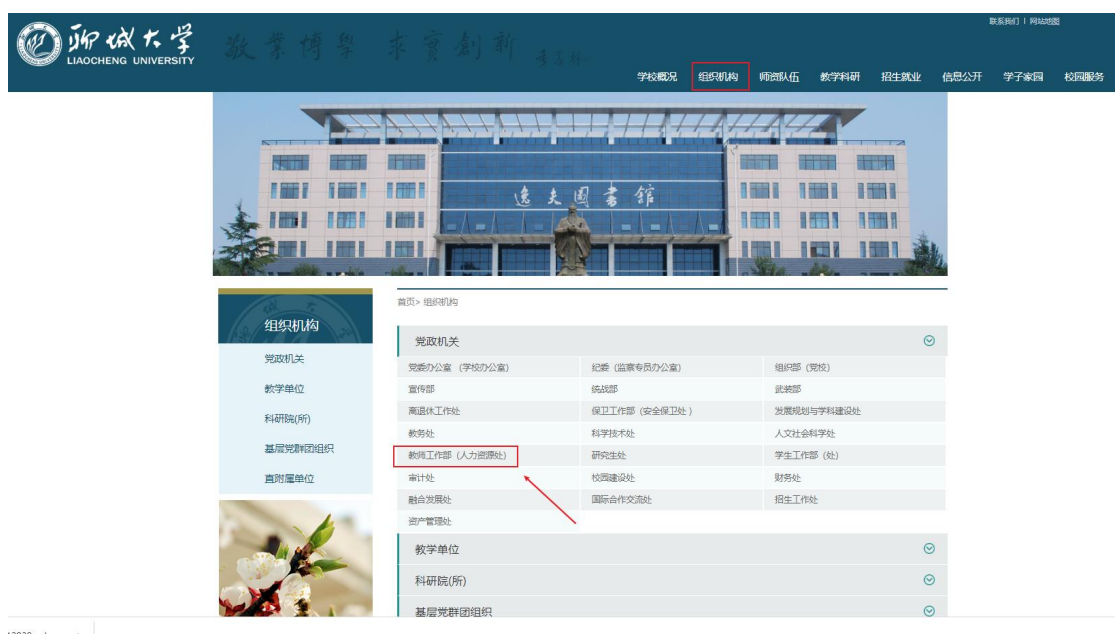 联系我们 | 网站地图
聊城大学
LIAOCHENG UNIVERSITY
敬業博學 求實創新
学校概况 组织机构 师资队伍 教学科研 招生就业 信息公开 学子家园 校园服务
逸夫圖書館
首页> 组织机构
组织机构
党政机关
教学单位
科研院(所)
基层党群团组织
直附属单位
党政机关
党委办公室 (学校办公室) 纪委 (监察专员办公室) 组织部 (党校)
宣传部 统战部 武装部
离退休工作处 保卫工作部 (安全保卫处 ) 发展规划与学科建设处
教务处 科学技术处 人文社会科学处
教师工作部 (人力资源处) 研究生处 学生工作部 (处)
审计处 校园建设处 财务处
融合发展处 国际合作交流处 招生工作处
资产管理处
教学单位
科研院(所)
基层党群团组织